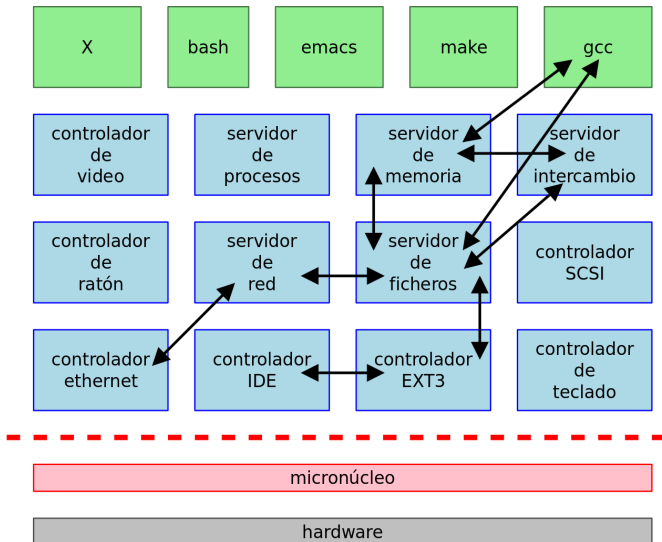 X
bash
emacs
make
gcc
controlador
de
video
servidor
de
procesos
servidor
de
memoria
servidor
de
intercambio
controlador
de
ratón
servidor
de
red
servidor
de
ficheros
controlador
SCSI
controlador
ethernet
controlador
IDE
controlador
EXT3
controlador
de
teclado
micronúcleo
hardware